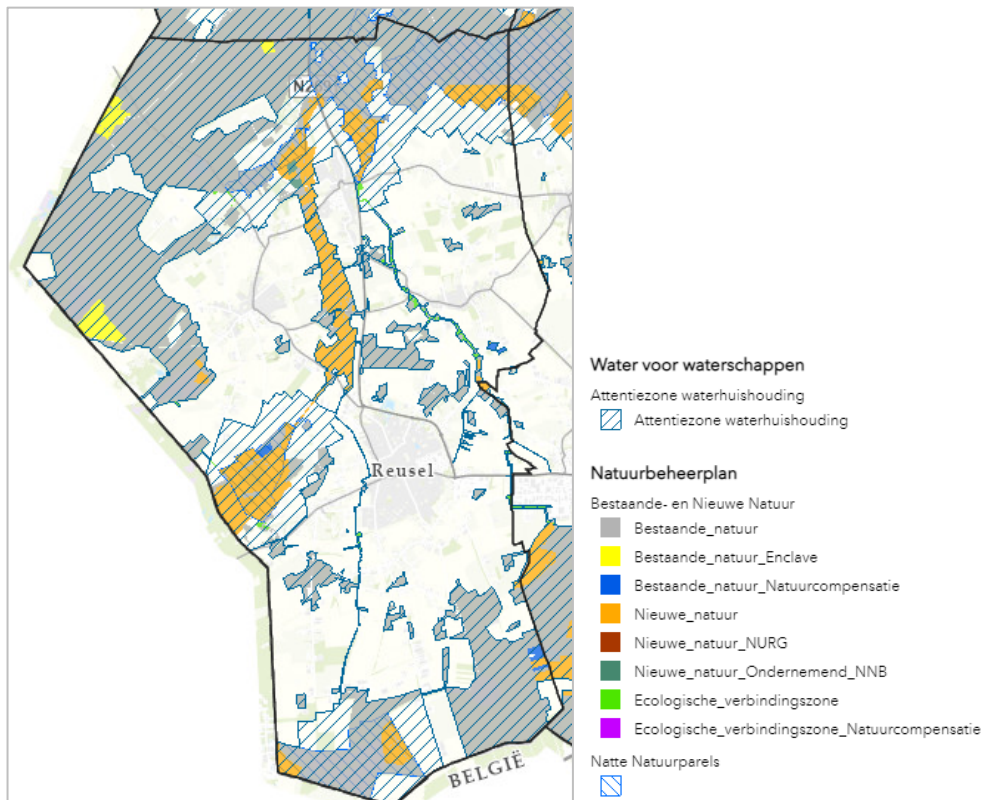 N2
Reusel
BELGIË
Water voor waterschappen
Attentiezone waterhuishouding
Attentiezone waterhuishouding
Natuurbeheerplan
Bestaande- en Nieuwe Natuur
Bestaande_natuur
Bestaande_natuur_Enclave
Bestaande_natuur_Natuurcompensatie
Nieuwe_natuur
Nieuwe_natuur_NURG
Nieuwe_natuur_Ondernemend_NNB
Ecologische_verbindingszone
Ecologische_verbindingszone_Natuurcompensatie
Natte Natuurparels